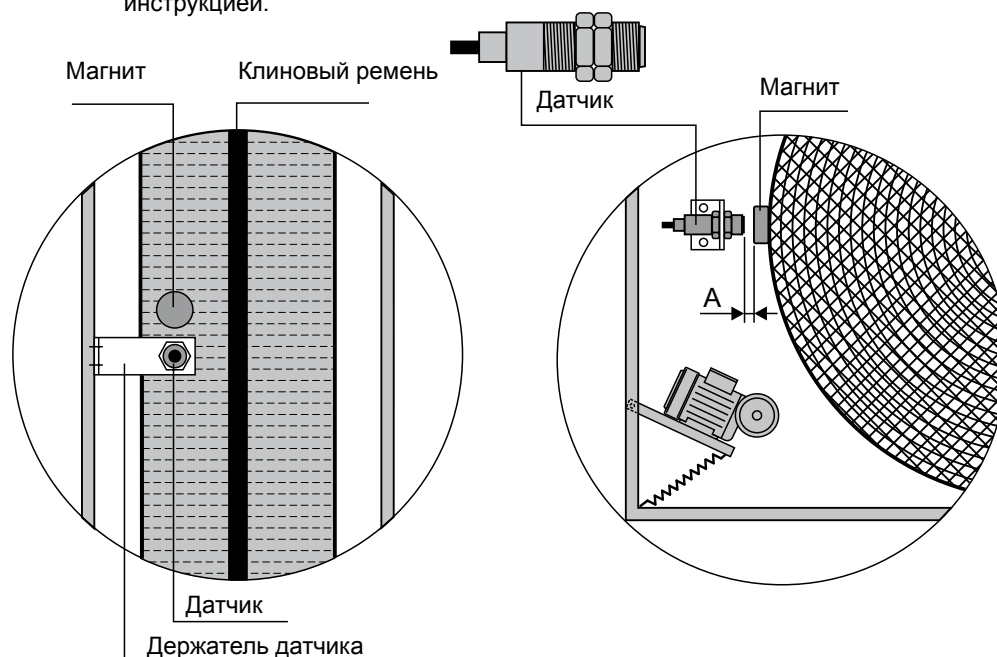 инструкцией.
Магнит
Клиновый ремень
Датчик
Магнит
A
Датчик
Держатель датчика